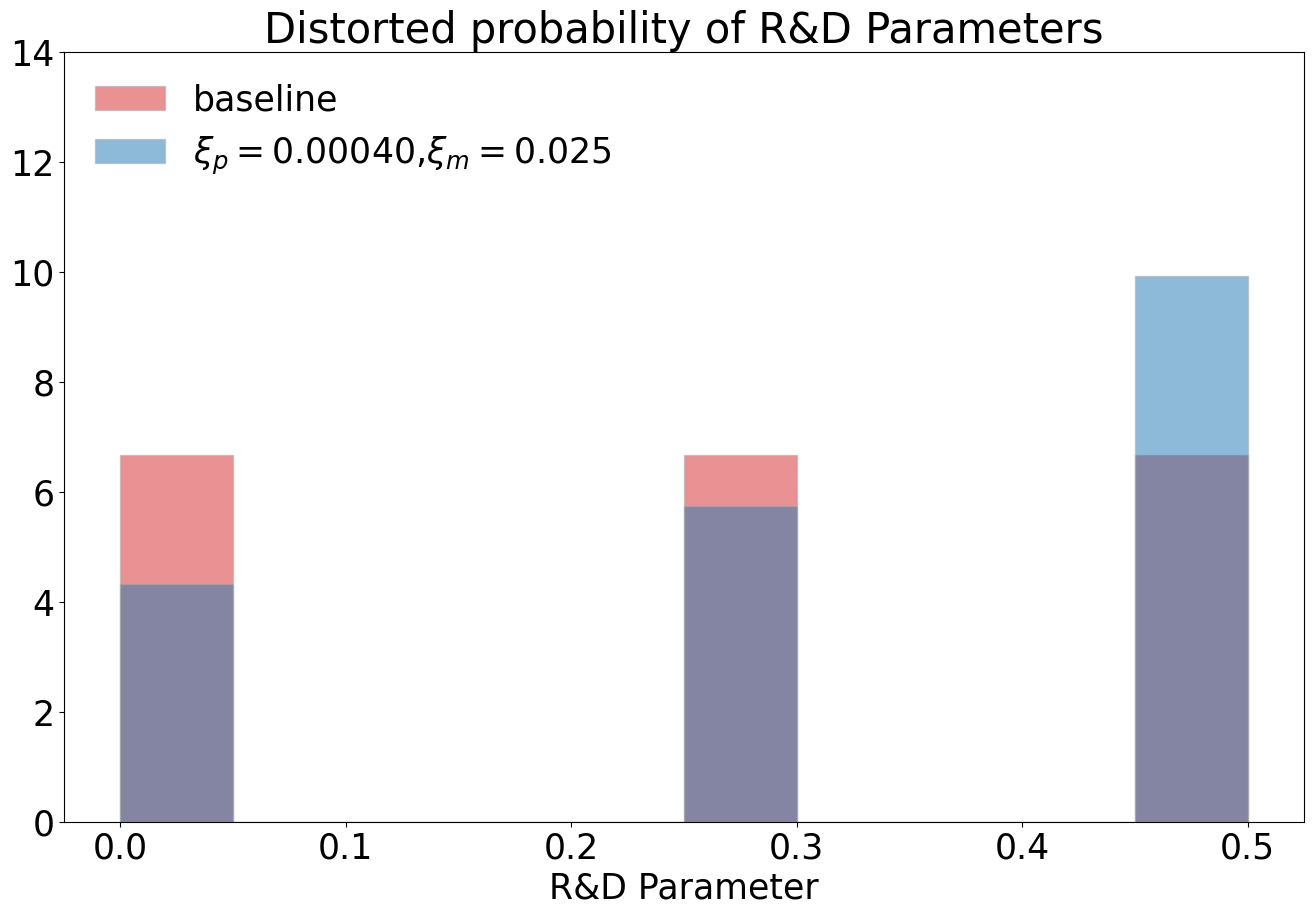 Distorted probability of R&D Parameters
14
12
10
8
6
4
2
0
baseline
ξp = 0.00040,ξm = 0.025
0.0 0.1 0.2 0.3 0.4 0.5
R&D Parameter